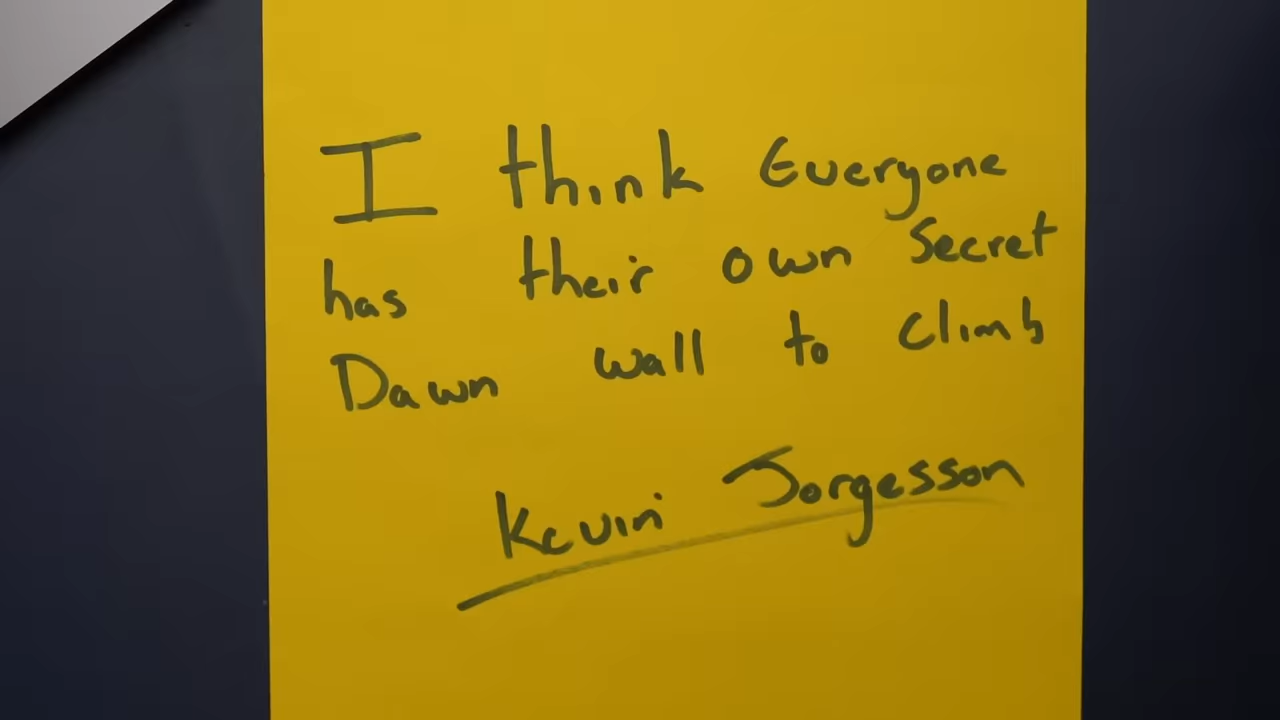 I think Everyone
has their own Secret
Dawn wall to climb
Kevin Jorgesson